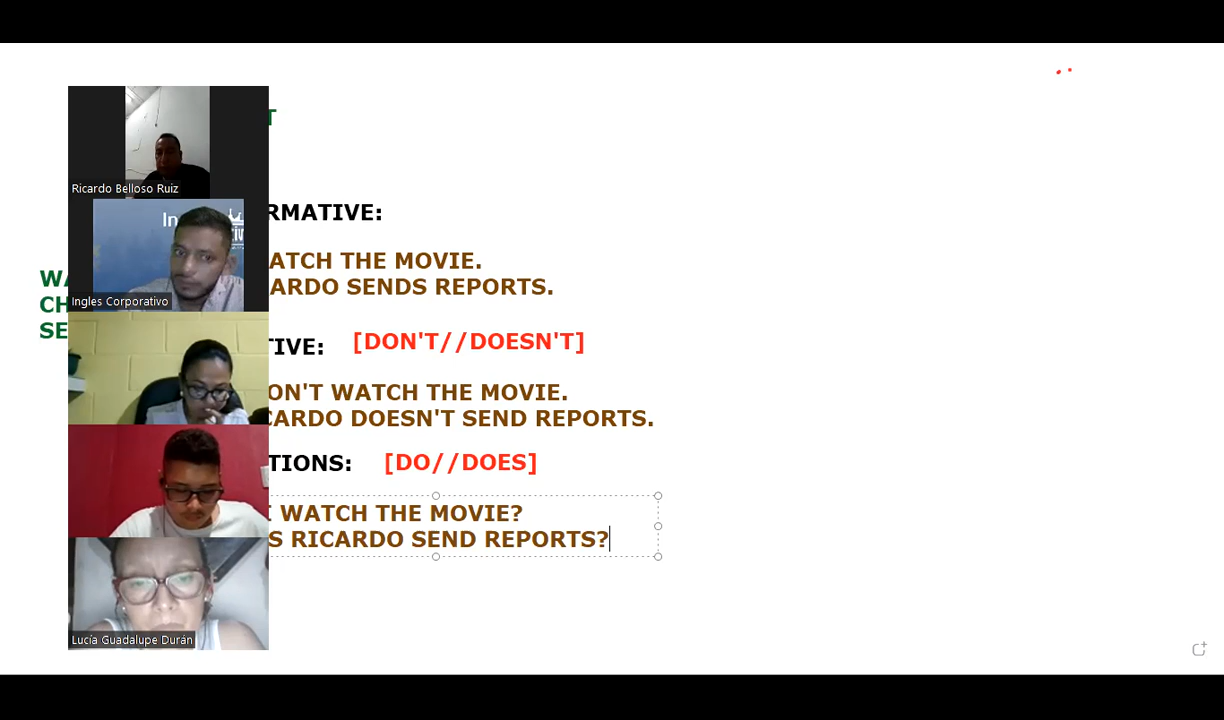 T
Ricardo Belloso Ruiz
In
RMATIVE:
ATCH THE MOVIE.
WA
ARDO SENDS REPORTS.
Ingles Corporativo
CH
SE
TIVE: [DON'T//DOESN'T]
ON'T WATCH THE MOVIE.
CARDO DOESN'T SEND REPORTS.
TIONS: [DO//DOES]
I WATCH THE MOVIE?
S RICARDO SEND REPORTS?
Lucía Guadalupe Durán